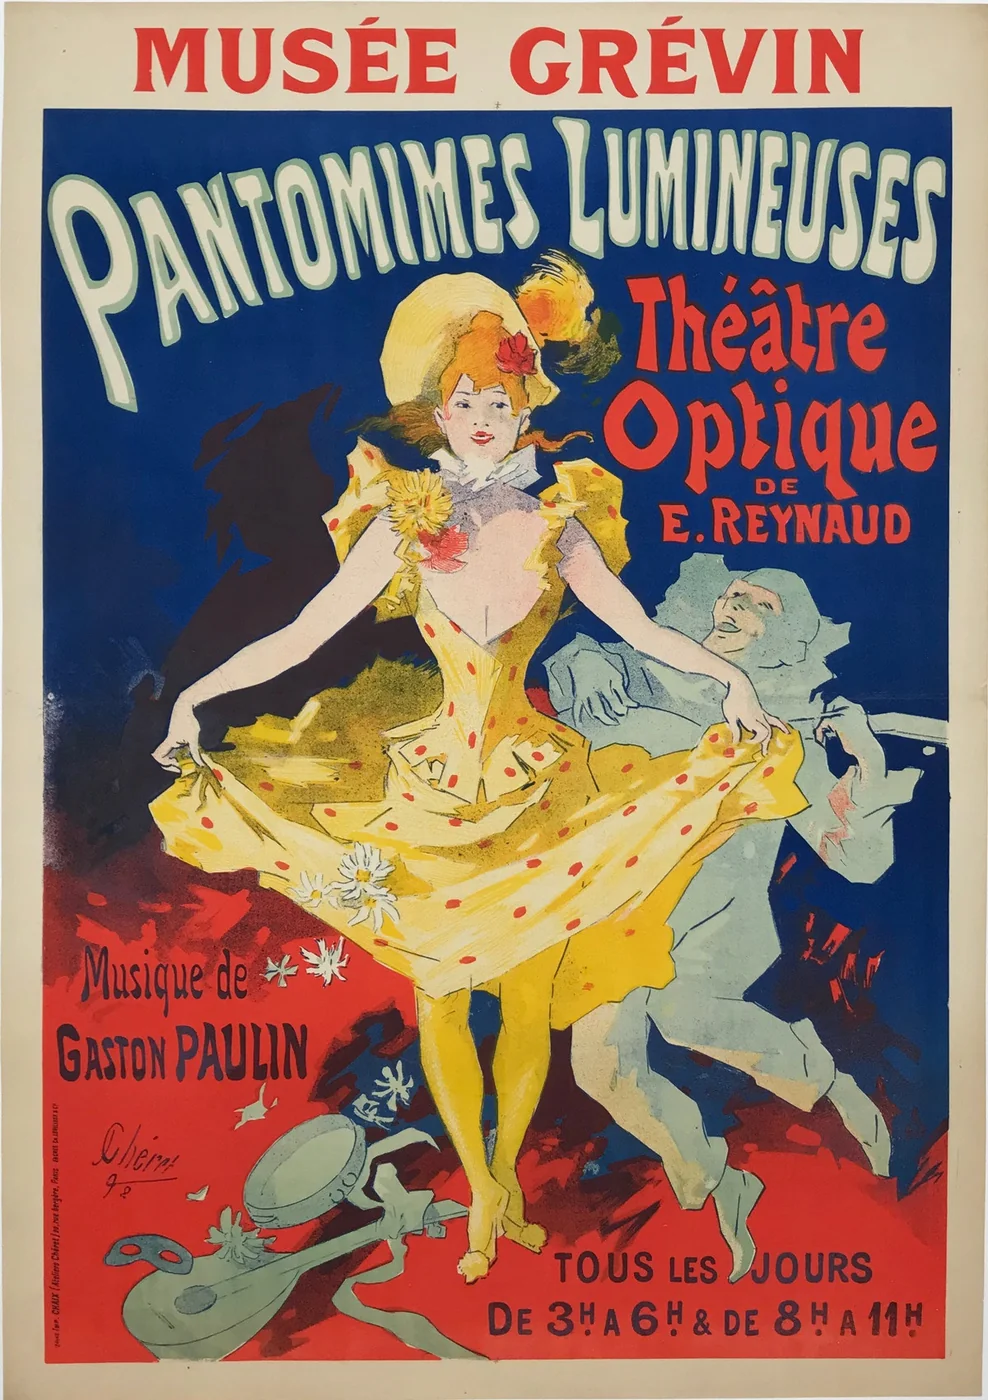 MUSÉE GRÉVIN
PANTOMIMES LUMINEUSES
Théâtre
Optique
DE
E. REYNAUD
Musique de
GASTON PAULIN
Chéret
98
TOUS LES JOURS
DE 3H. A 6H. & DE 8H. A 11H